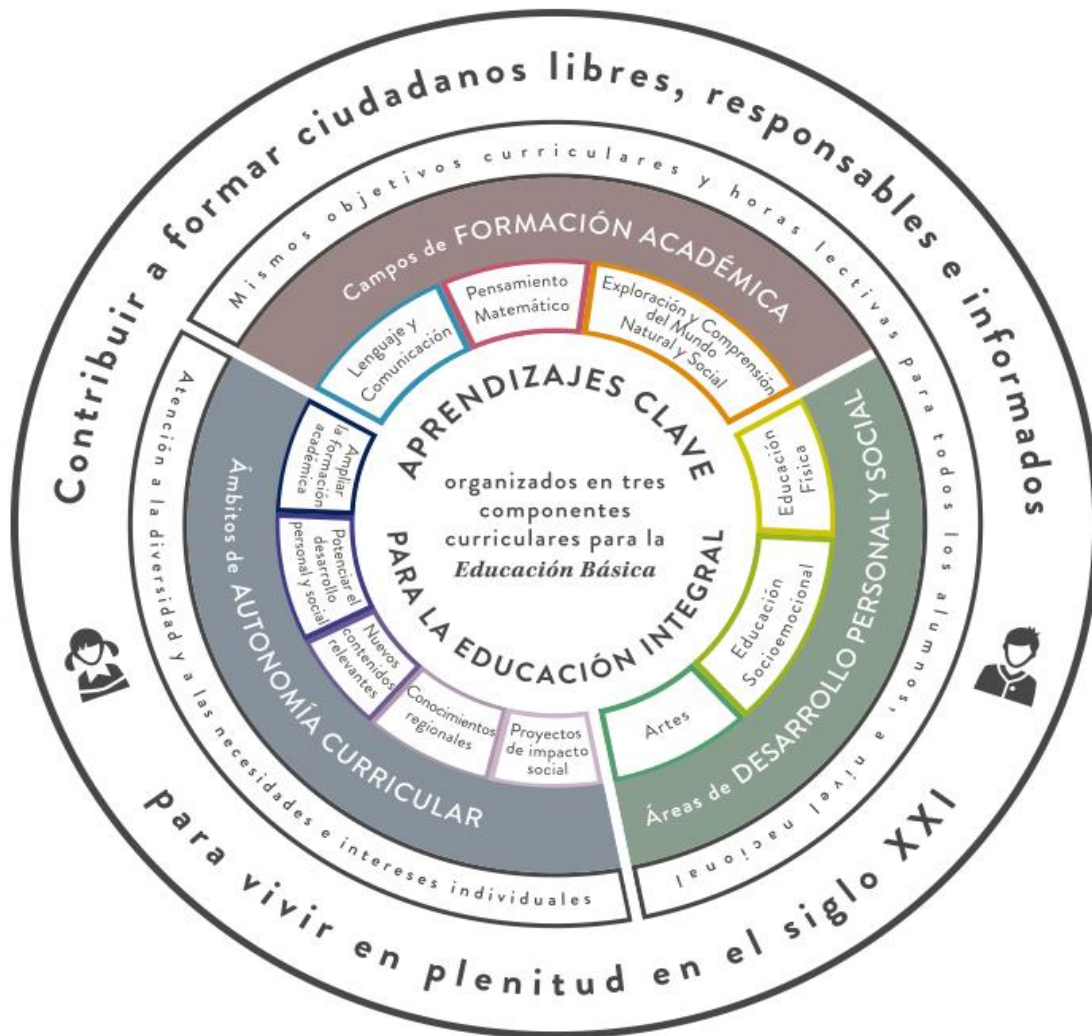 Contribuir a formar ciudadanos libres, responsables e informados
para vivir en plenitud en el siglo XXI
Mismos objetivos curriculares y horas lectivas para todos los alumnos, a nivel nacional
Atención a la diversidad y a las necesidades e intereses individuales
Campos de FORMACIÓN ACADÉMICA
Lenguaje y
Comunicación
Pensamiento
Matemático
Exploración y Comprensión
del Mundo
Natural y Social
Áreas de DESARROLLO PERSONAL Y SOCIAL
Educación
Física
Educación
Socioemocional
Artes
Ámbitos de AUTONOMÍA CURRICULAR
Ampliar
la formación
académica
Potenciar el
desarrollo
personal y social
Nuevos
contenidos
relevantes
Conocimientos
regionales
Proyectos
de impacto
social
APRENDIZAJES CLAVE
organizados en tres
componentes
curriculares para la
Educación Básica
PARA LA EDUCACIÓN INTEGRAL